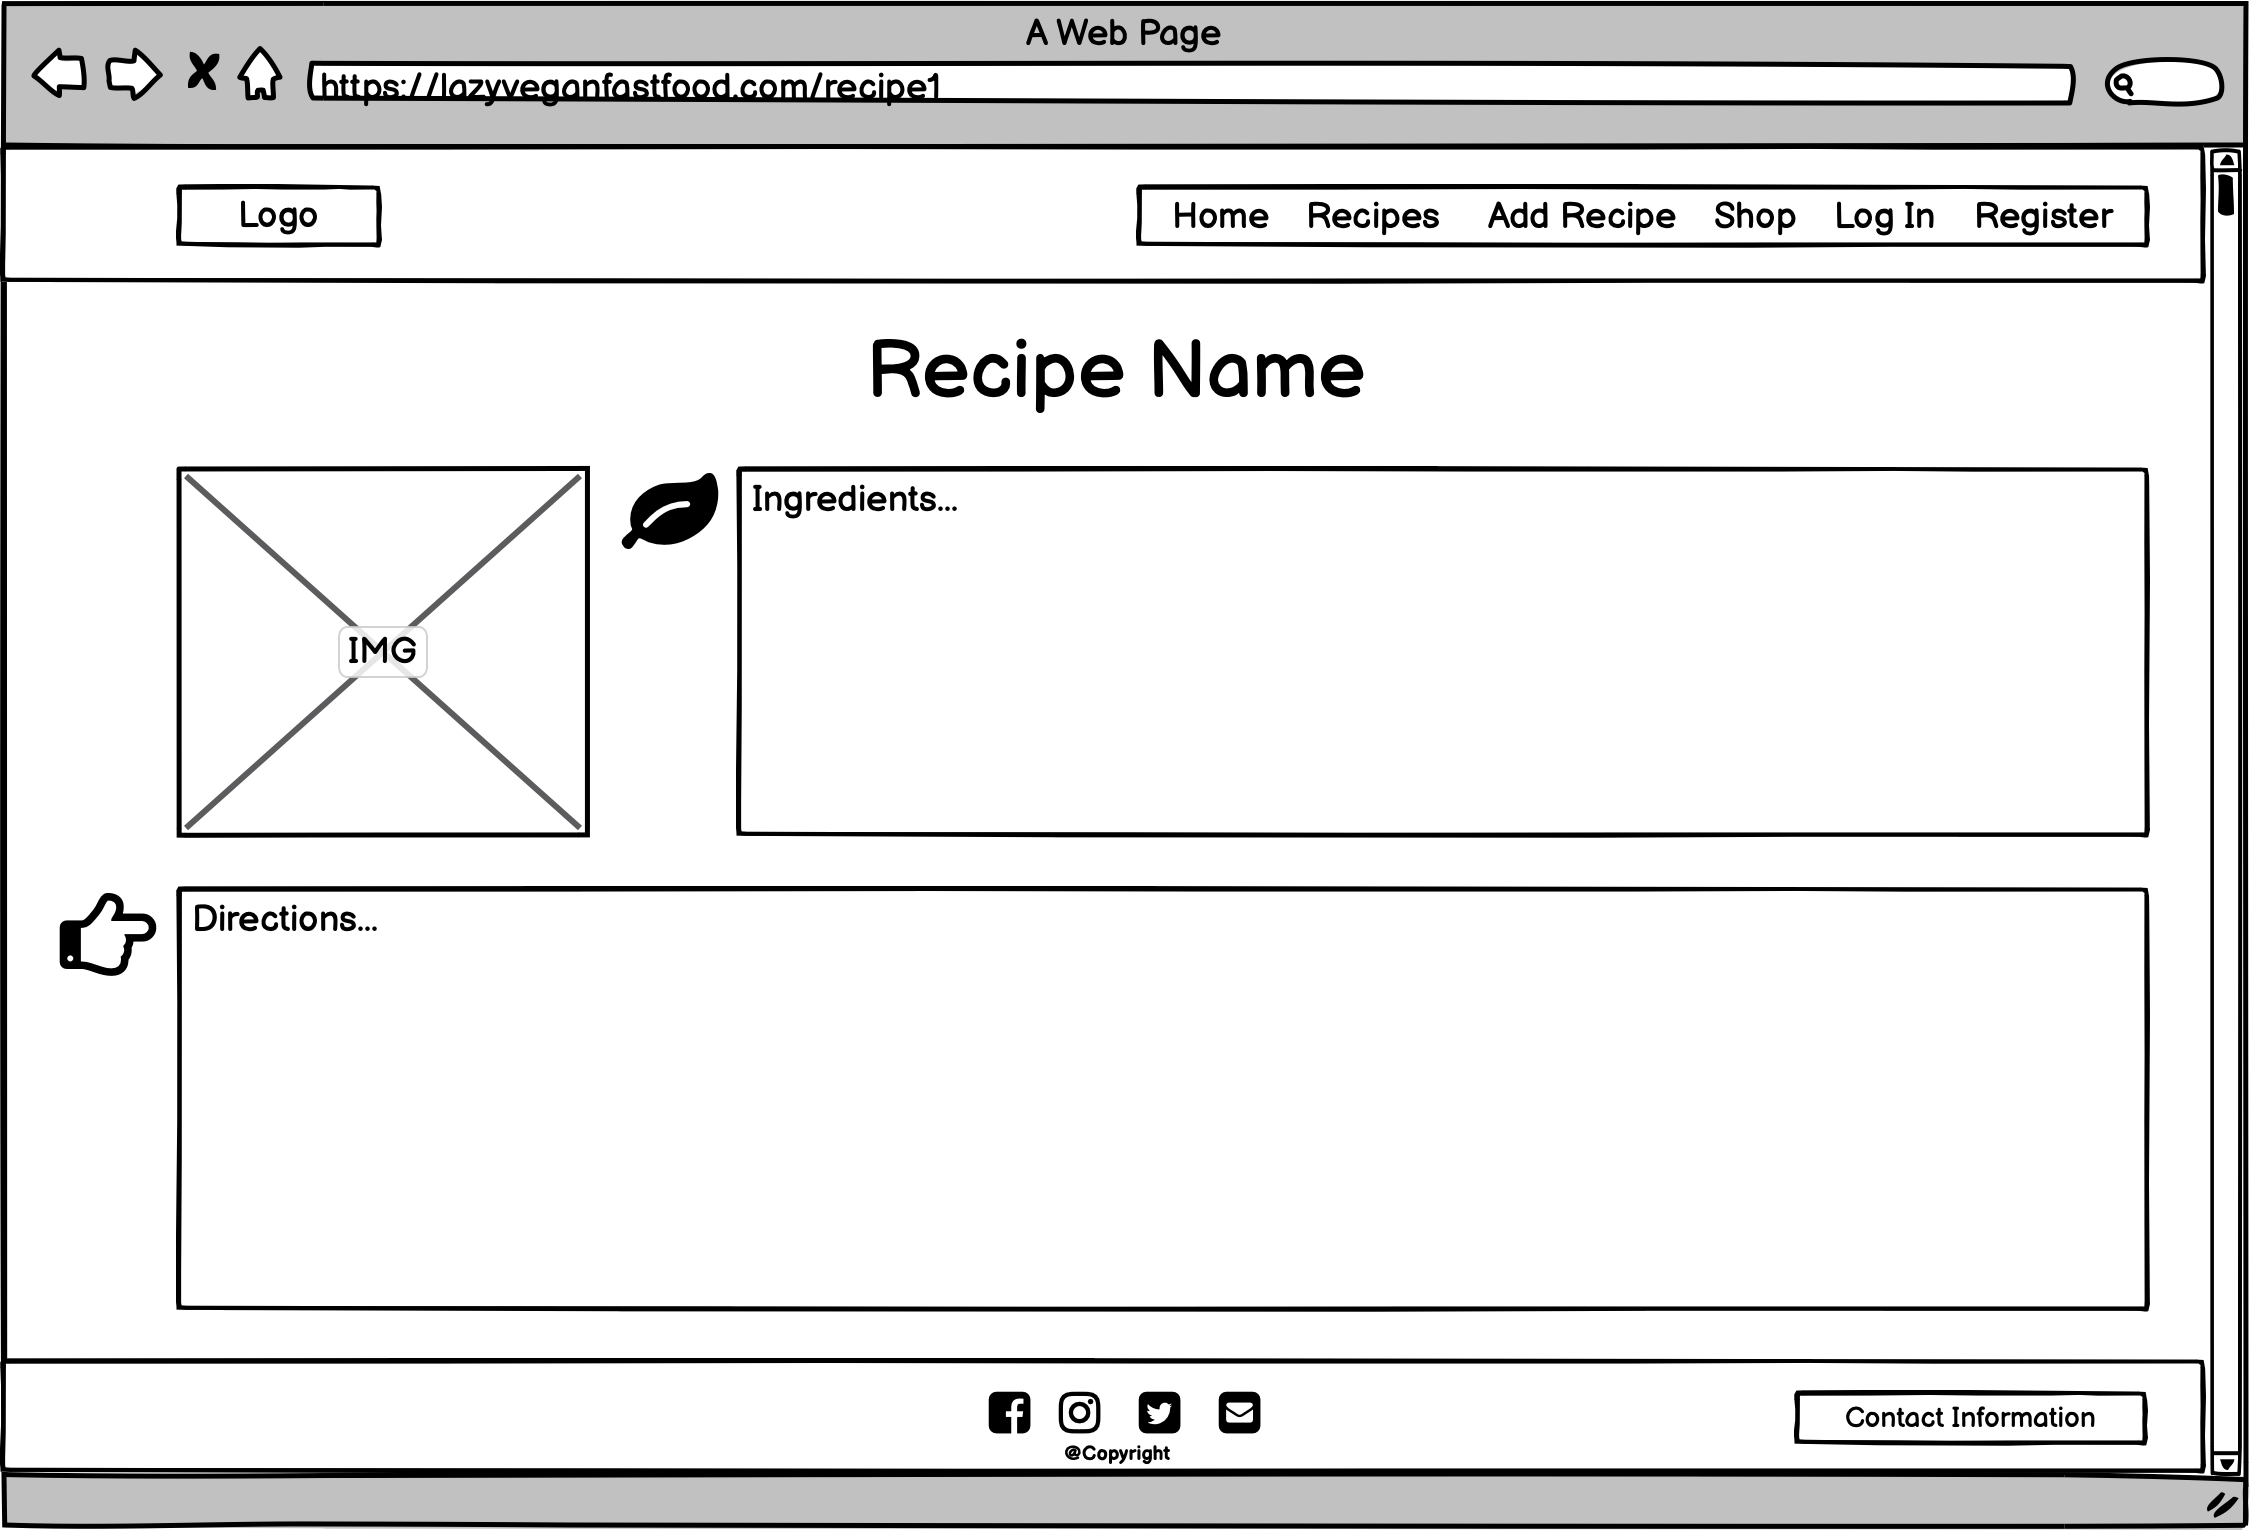 A Web Page
https://lazyveganfastfood.com/recipe1
Logo
Home Recipes Add Recipe Shop Log In Register
Recipe Name
IMG
Ingredients...
Directions...
@Copyright
Contact Information